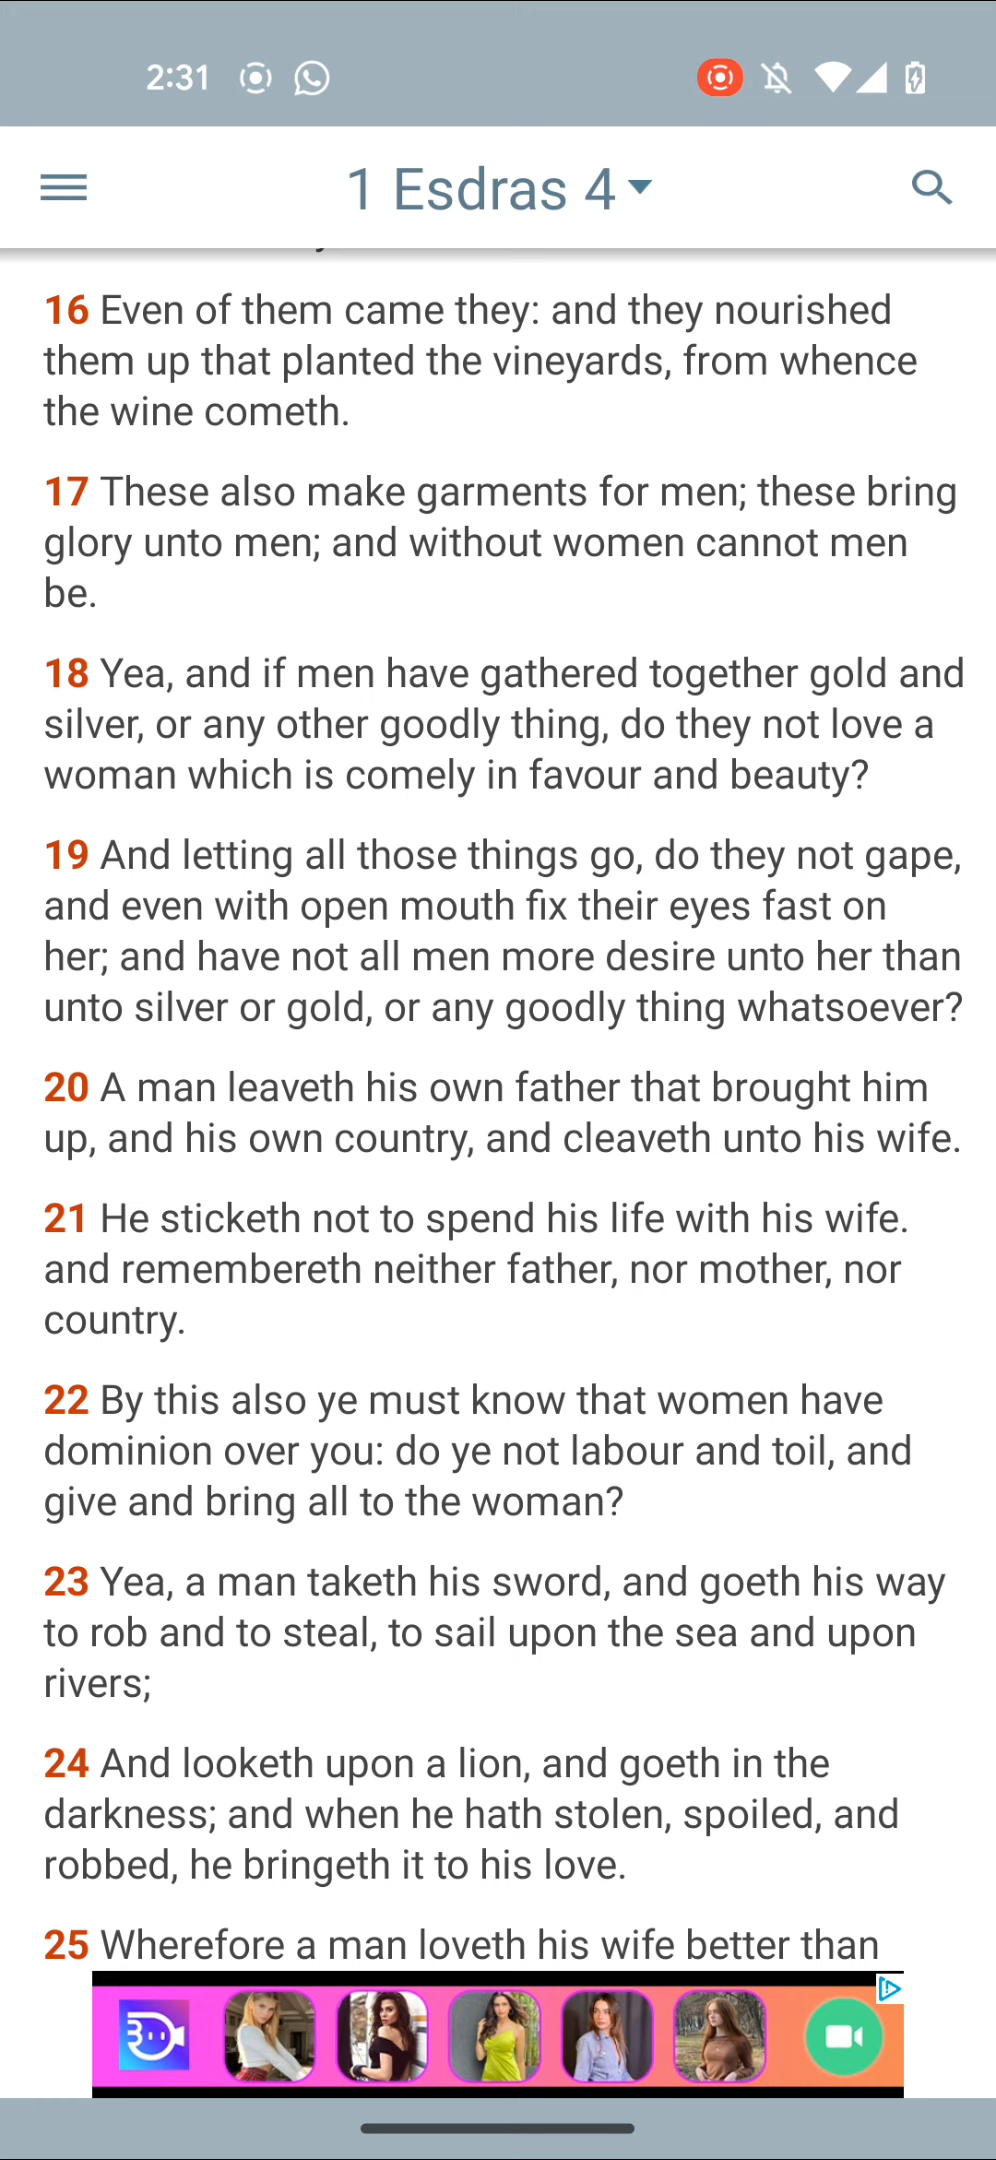 2:31
1 Esdras 4
16 Even of them came they: and they nourished
them up that planted the vineyards, from whence
the wine cometh.
17 These also make garments for men; these bring
glory unto men; and without women cannot men
be.
18 Yea, and if men have gathered together gold and
silver, or any other goodly thing, do they not love a
woman which is comely in favour and beauty?
19 And letting all those things go, do they not gape,
and even with open mouth fix their eyes fast on
her; and have not all men more desire unto her than
unto silver or gold, or any goodly thing whatsoever?
20 A man leaveth his own father that brought him
up, and his own country, and cleaveth unto his wife.
21 He sticketh not to spend his life with his wife.
and remembereth neither father, nor mother, nor
country.
22 By this also ye must know that women have
dominion over you: do ye not labour and toil, and
give and bring all to the woman?
23 Yea, a man taketh his sword, and goeth his way
to rob and to steal, to sail upon the sea and upon
rivers;
24 And looketh upon a lion, and goeth in the
darkness; and when he hath stolen, spoiled, and
robbed, he bringeth it to his love.
25 Wherefore a man loveth his wife better than